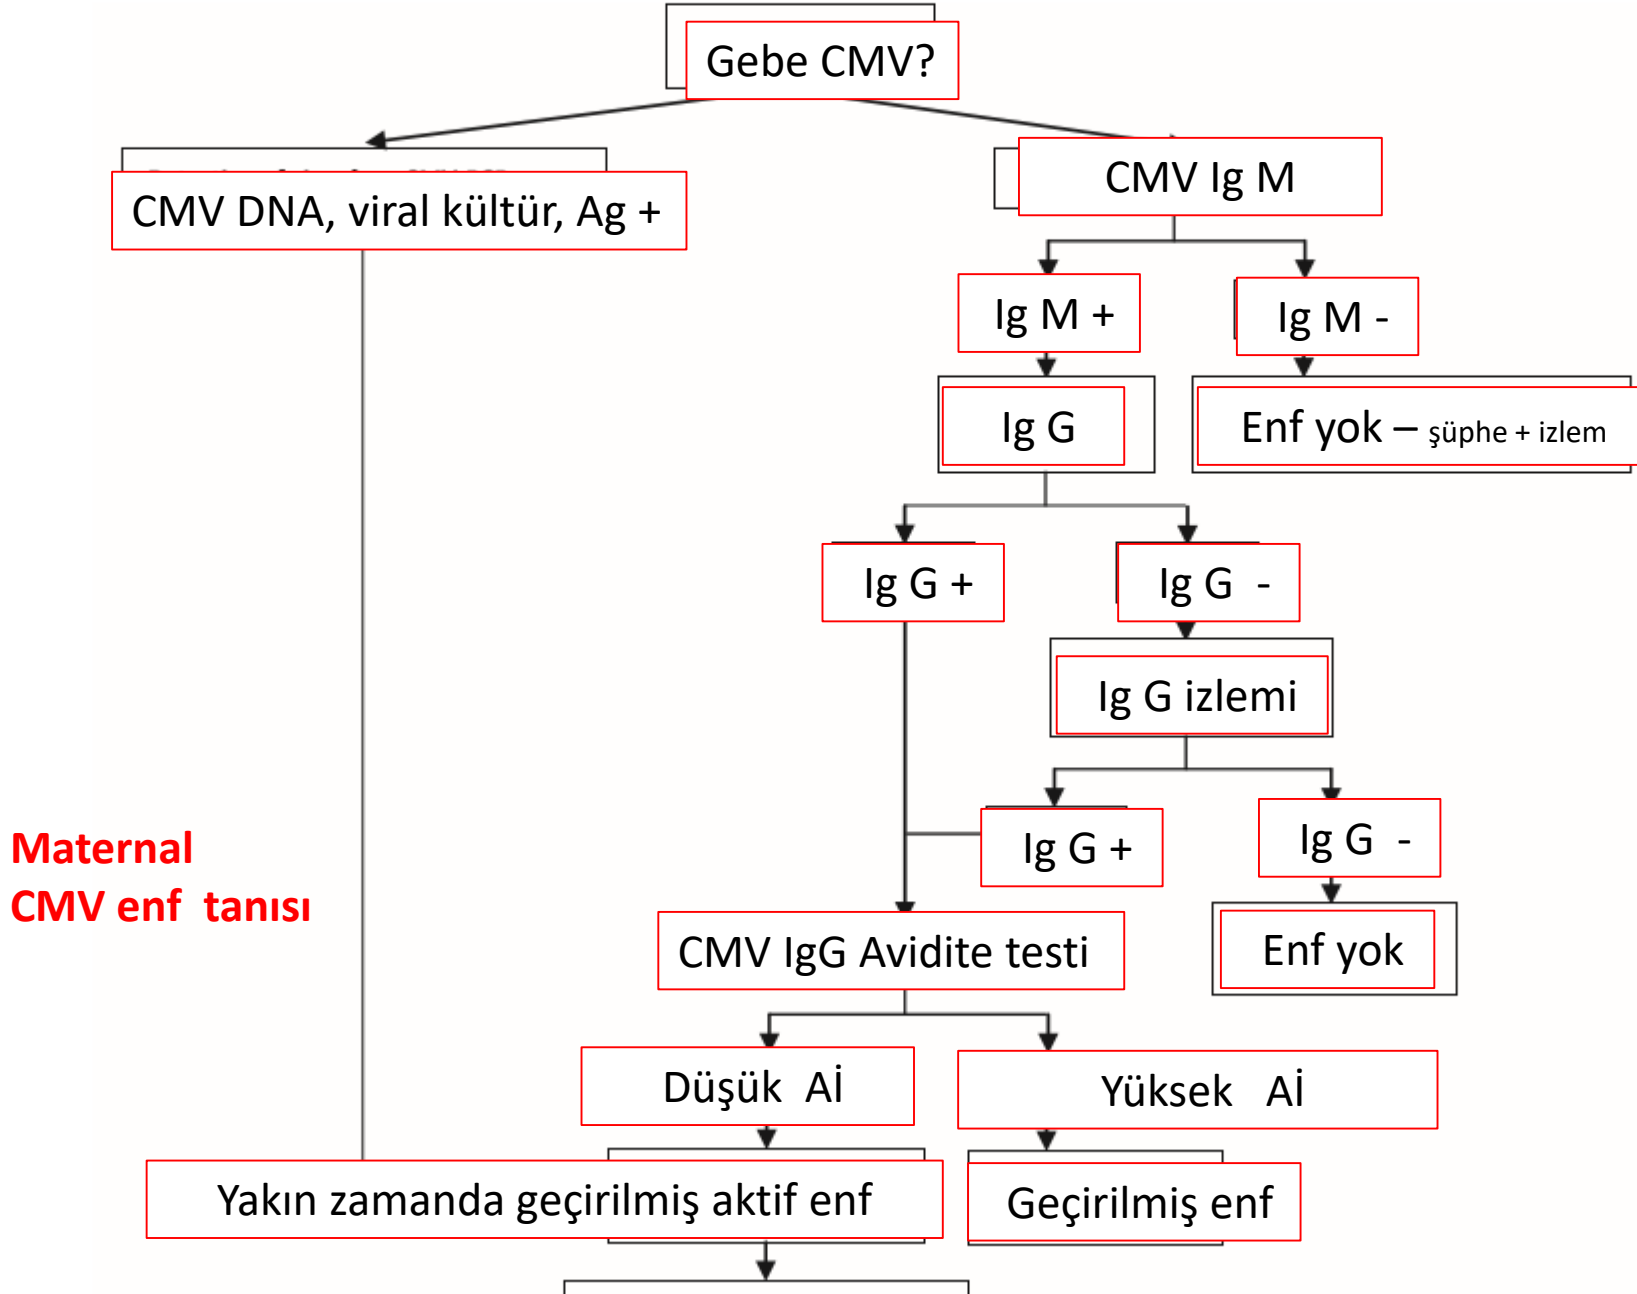 Gebe CMV?
CMV DNA, viral kültür, Ag +
CMV Ig M
Ig M +
Ig M -
Ig G
Enf yok – şüphe + izlem
Ig G +
Ig G -
Ig G izlemi
Ig G +
Ig G -
Maternal
CMV enf tanısı
CMV IgG Avidite testi
Enf yok
Düşük Aİ
Yüksek Aİ
Yakın zamanda geçirilmiş aktif enf
Geçirilmiş enf